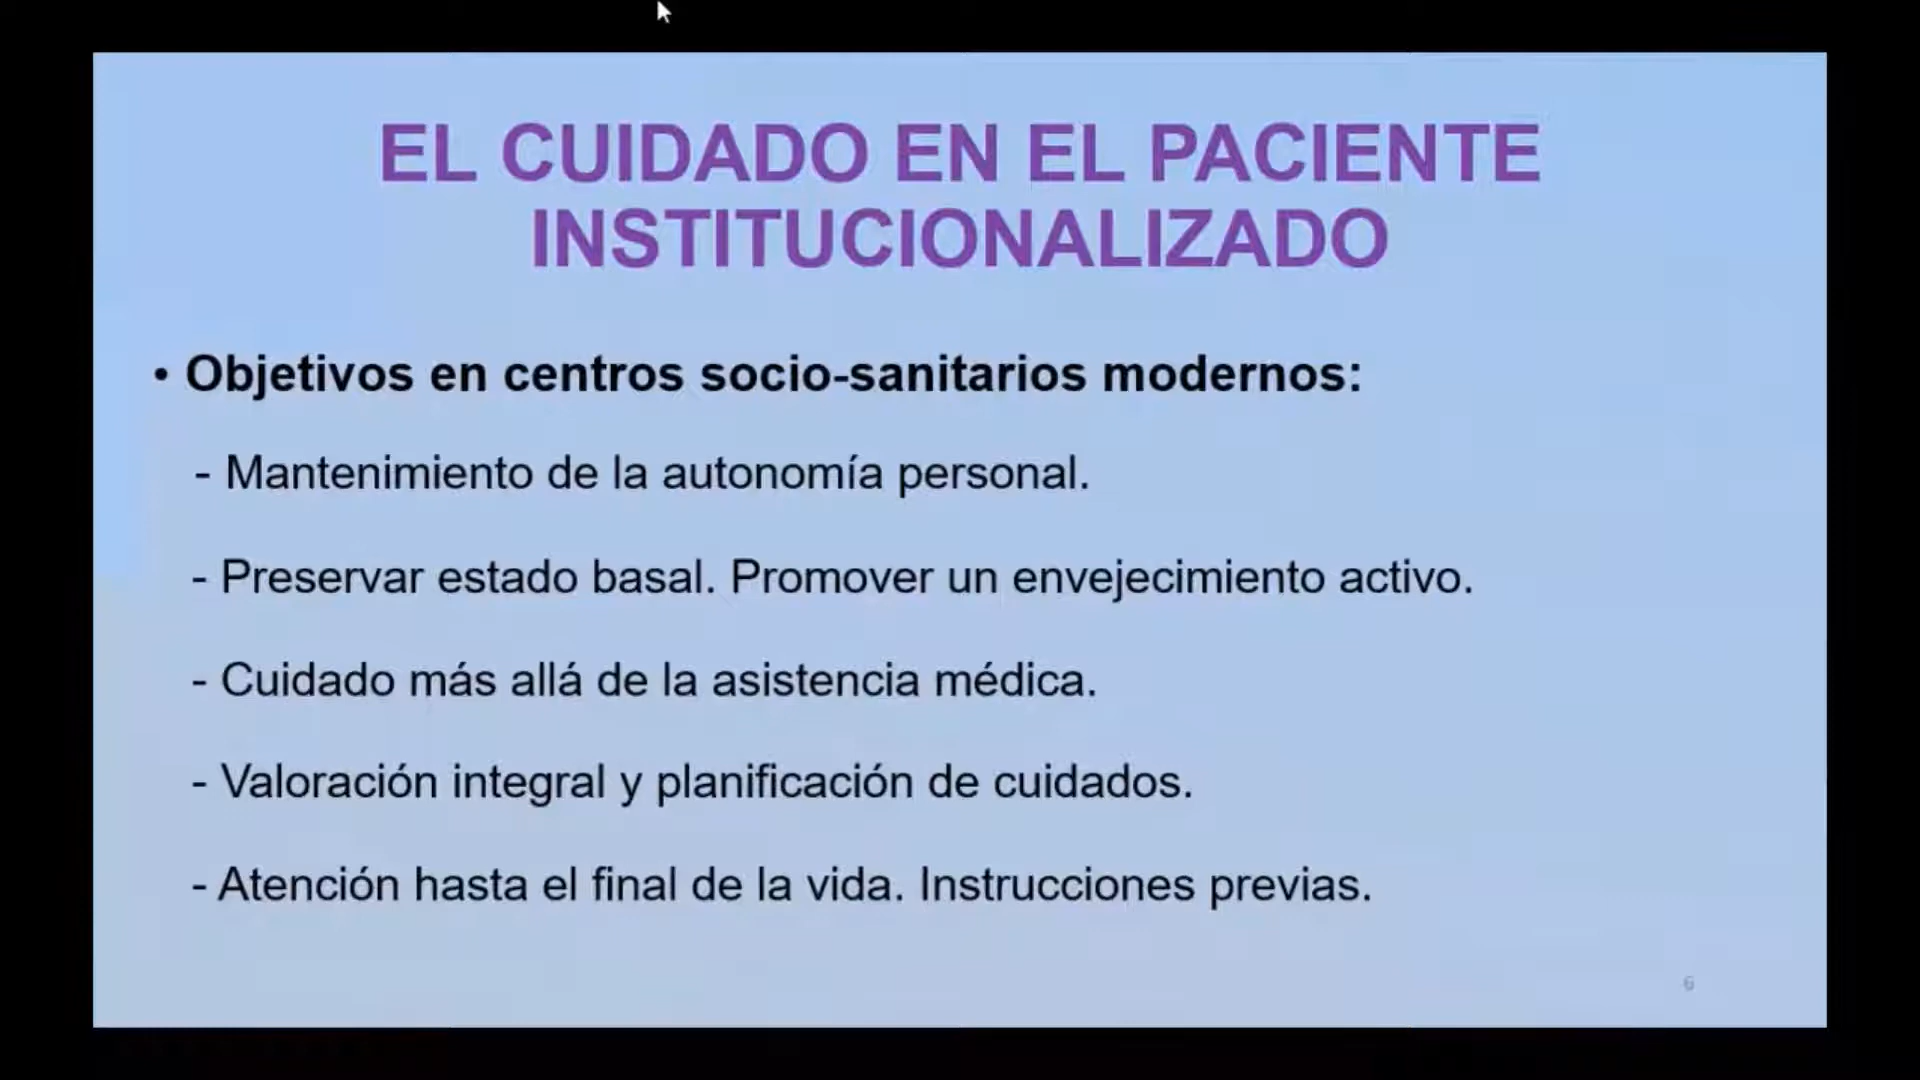 EL CUIDADO EN EL PACIENTE
INSTITUCIONALIZADO
• Objetivos en centros socio-sanitarios modernos:
- Mantenimiento de la autonomía personal.
- Preservar estado basal. Promover un envejecimiento activo.
- Cuidado más allá de la asistencia médica.
- Valoración integral y planificación de cuidados.
- Atención hasta el final de la vida. Instrucciones previas.
6